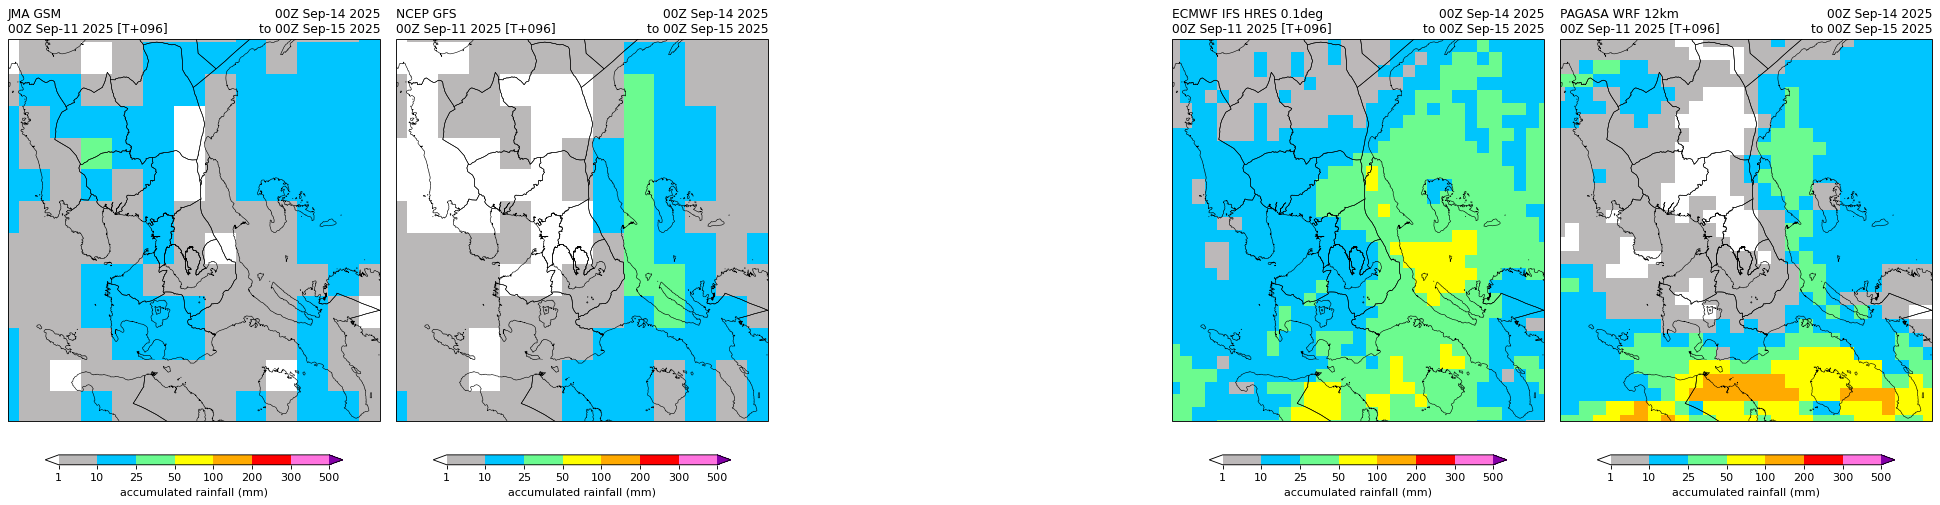 JMA GSM 00Z Sep-14 2025
00Z Sep-11 2025 [T+096] to 00Z Sep-15 2025
NCEP GFS 00Z Sep-14 2025
00Z Sep-11 2025 [T+096] to 00Z Sep-15 2025
ECMWF IFS HRES 0.1deg 00Z Sep-14 2025
00Z Sep-11 2025 [T+096] to 00Z Sep-15 2025
PAGASA WRF 12km 00Z Sep-14 2025
00Z Sep-11 2025 [T+096] to 00Z Sep-15 2025
1 10 25 50 100 200 300 500
accumulated rainfall (mm)
1 10 25 50 100 200 300 500
accumulated rainfall (mm)
1 10 25 50 100 200 300 500
accumulated rainfall (mm)
1 10 25 50 100 200 300 500
accumulated rainfall (mm)